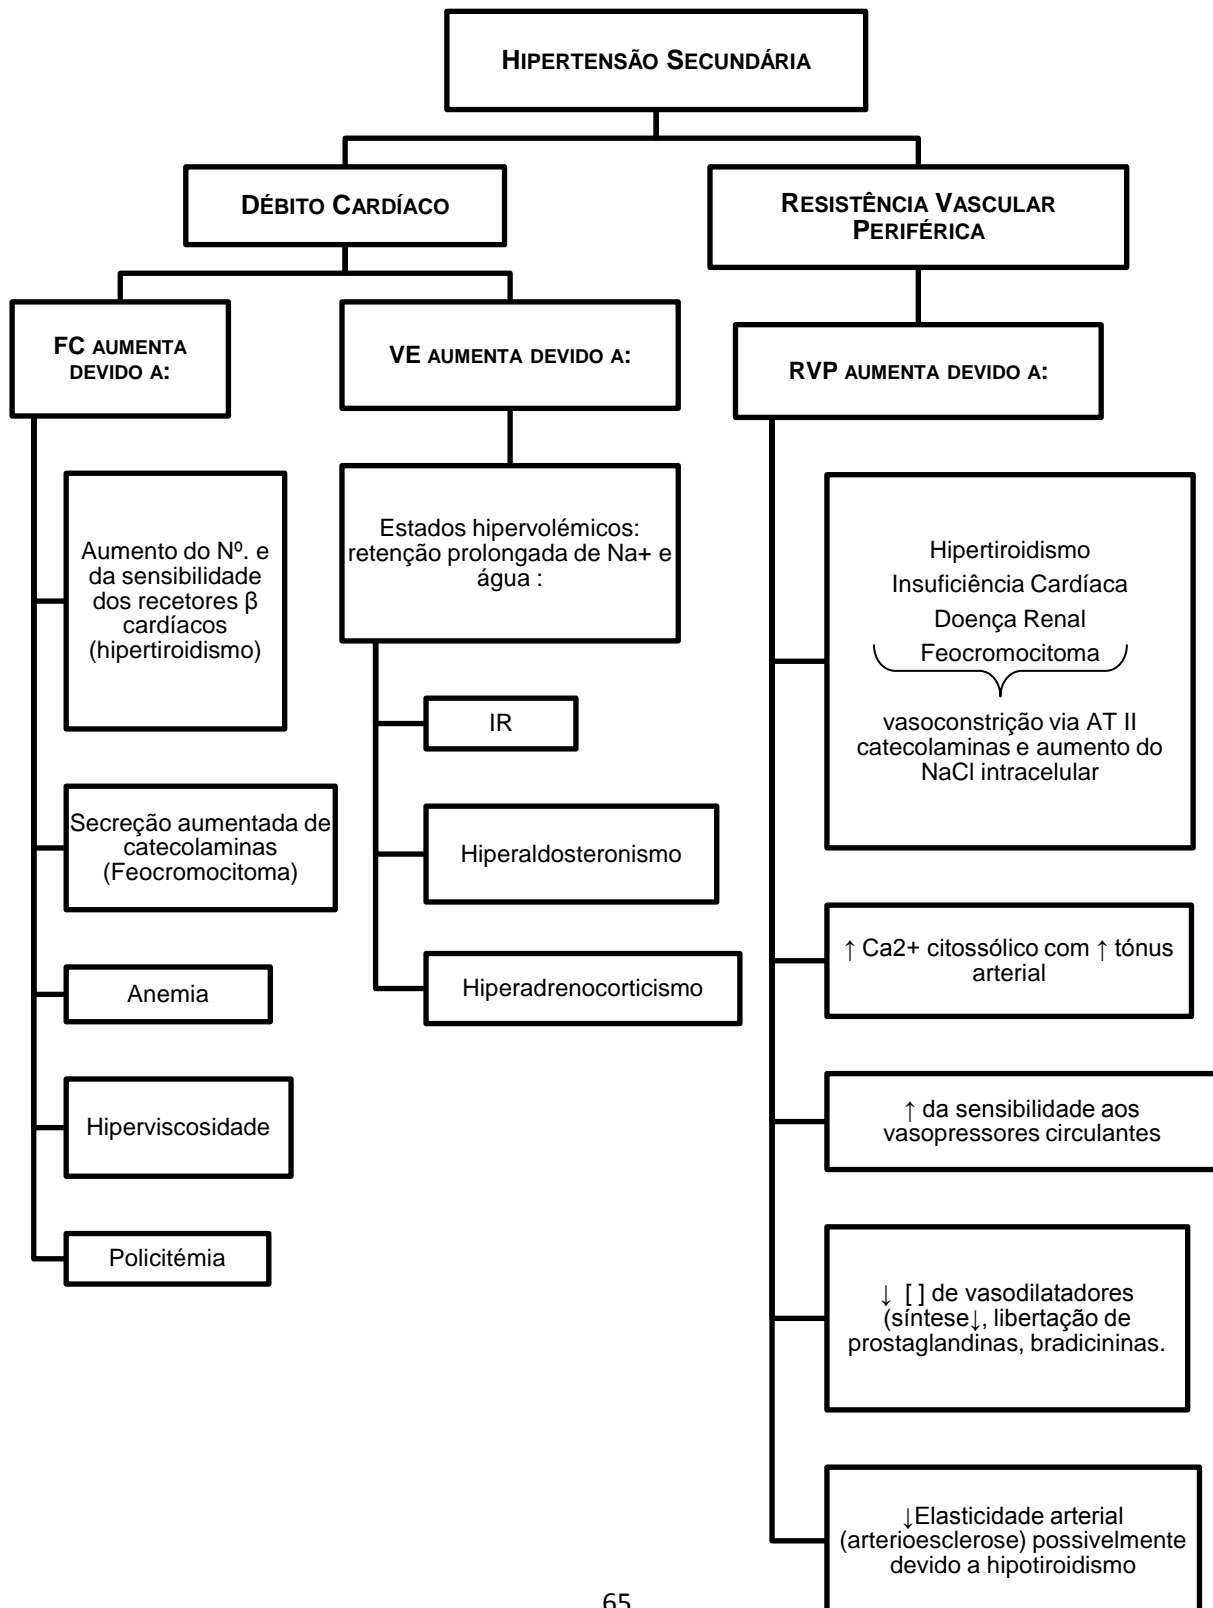 HIPERTENSÃO SECUNDÁRIA
DÉBITO CARDÍACO
RESISTÊNCIA VASCULAR
PERIFÉRICA
FC AUMENTA
DEVIDO A:
VE AUMENTA DEVIDO A:
RVP AUMENTA DEVIDO A:
Aumento do Nº. e
da sensibilidade
dos recetores β
cardíacos
(hipertiroidismo)
Secreção aumentada de
catecolaminas
(Feocromocitoma)
Anemia
Hiperviscosidade
Policitémia
Estados hipervolémicos:
retenção prolongada de Na+ e
água :
IR
Hiperaldosteronismo
Hiperadrenocorticismo
Hipertiroidismo
Insuficiência Cardíaca
Doença Renal
Feocromocitoma
vasoconstrição via AT II
catecolaminas e aumento do
NaCl intracelular
↑ Ca2+ citossólico com ↑ tónus
arterial
↑ da sensibilidade aos
vasopressores circulantes
↓ [ ] de vasodilatadores
(síntese↓, libertação de
prostaglandinas, bradicininas.
↓Elasticidade arterial
(arterioesclerose) possivelmente
devido a hipotiroidismo
65